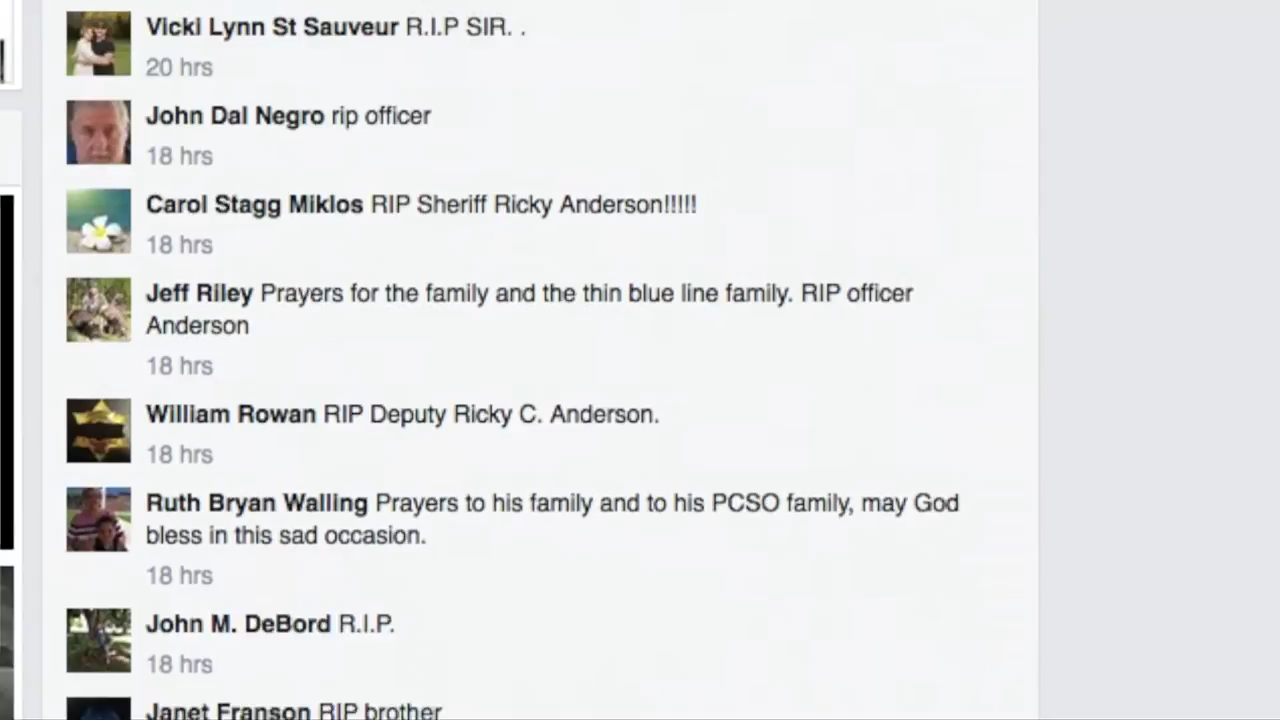 Vicki Lynn St Sauveur R.I.P SIR. .
20 hrs
John Dal Negro rip officer
18 hrs
Carol Stagg Miklos RIP Sheriff Ricky Anderson!!!!!
18 hrs
Jeff Riley Prayers for the family and the thin blue line family. RIP officer
Anderson
18 hrs
William Rowan RIP Deputy Ricky C. Anderson.
18 hrs
Ruth Bryan Walling Prayers to his family and to his PCSO family, may God
bless in this sad occasion.
18 hrs
John M. DeBord R.I.P.
18 hrs
Janet Franson RIP brother